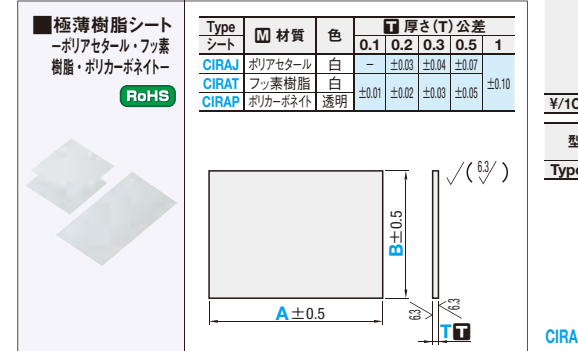 ■極薄樹脂シート
ーポリアセタール・フッ素
樹脂・ポリカーボネイトー
RoHS
Type M 材質 色 T 厚さ(T)公差
シート 0.1 0.2 0.3 0.5 1
CIRAJ ポリアセタール 白 − ±0.03 ±0.04 ±0.07 ±0.10
CIRAT フッ素樹脂 白 ±0.01 ±0.02 ±0.03 ±0.05
CIRAP ポリカーボネイト 透明
6.3 ( 6.3 )
B±0.5
A±0.5
6.3 6.3
T T
¥/10
型
Type
CIRA